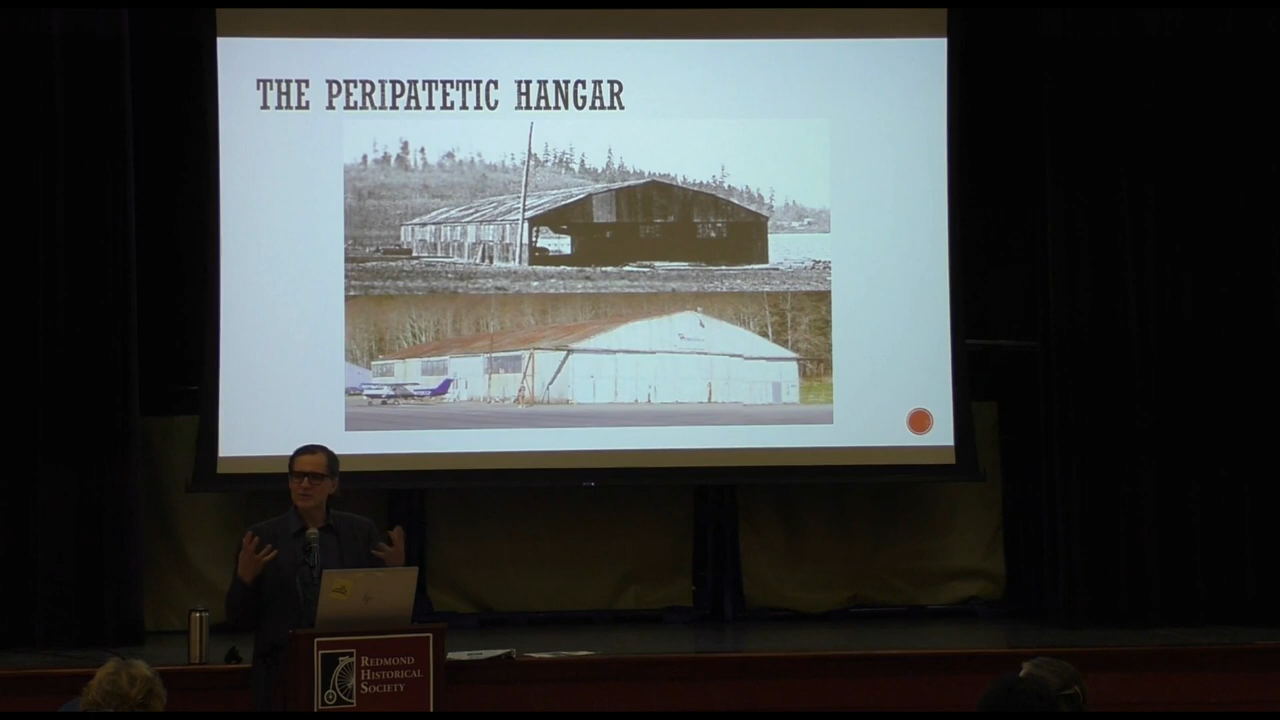 THE PERIPATETIC HANGAR
REDMOND
HISTORICAL
SOCIETY